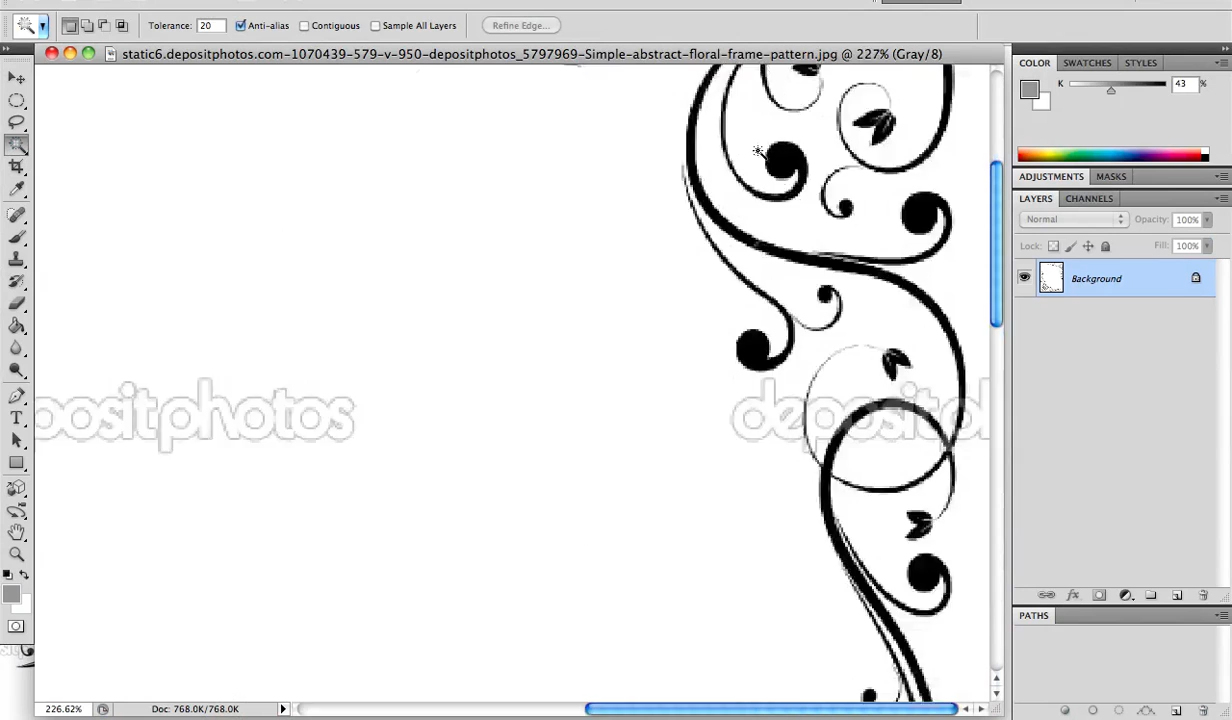 Tolerance: 20 Anti-alias Contiguous Sample All Layers Refine Edge...
static6.depositphotos.com-1070439-579-v-950-depositphotos_5797969-Simple-abstract-floral-frame-pattern.jpg @ 227% (Gray/8)
COLOR SWATCHES STYLES
K 43 %
ADJUSTMENTS MASKS
LAYERS CHANNELS
Normal Opacity: 100%
Lock: Fill: 100%
Background
positphotos deposit
T
PATHS
226.62% Doc: 768.0K/768.0K